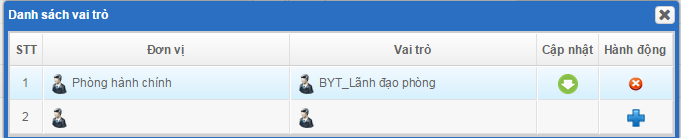 Danh sách vai trò
STT Đơn vị Vai trò Cập nhật Hành động
1 Phòng hành chính BYT_Lãnh đạo phòng
2